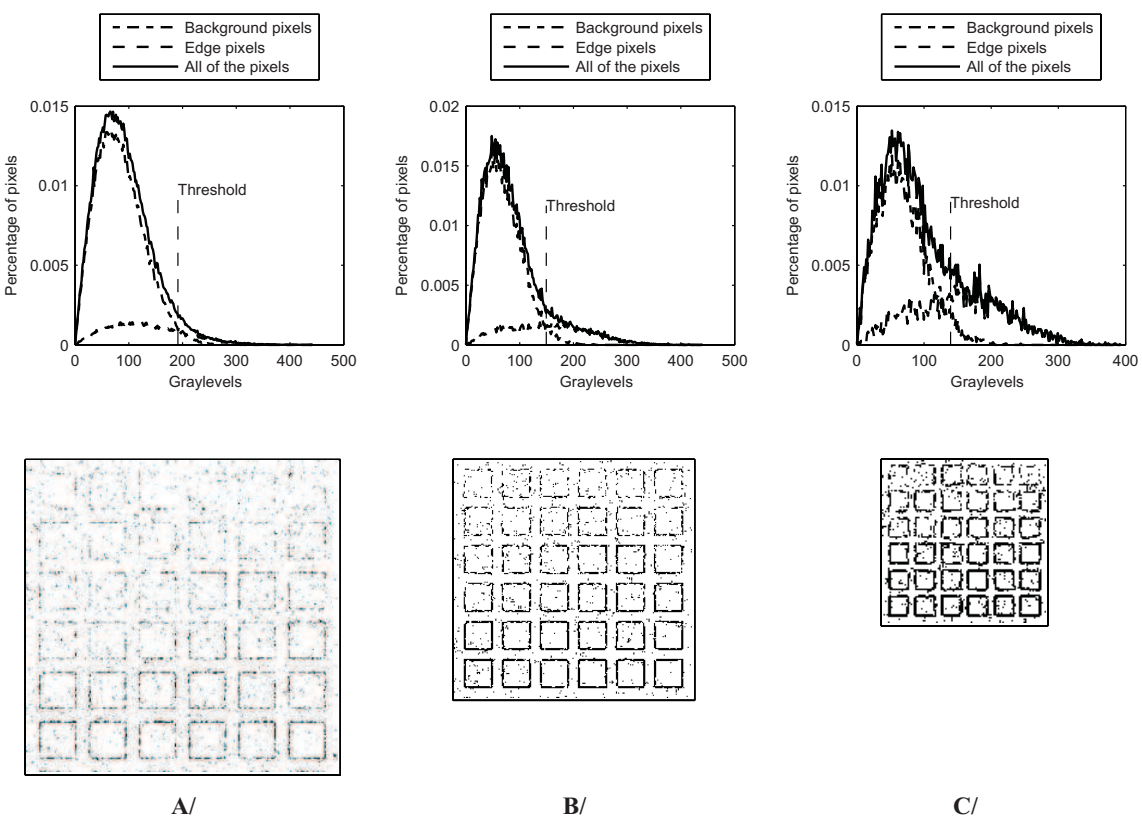 Background pixels
Edge pixels
All of the pixels
Background pixels
Edge pixels
All of the pixels
Background pixels
Edge pixels
All of the pixels
Percentage of pixels
0.015
0.01
0.005
0
Threshold
0 100 200 300 400 500
Graylevels
Percentage of pixels
0.02
0.015
0.01
0.005
0
Threshold
0 100 200 300 400 500
Graylevels
Percentage of pixels
0.015
0.01
0.005
0
Threshold
0 100 200 300 400
Graylevels
A/ B/ C/